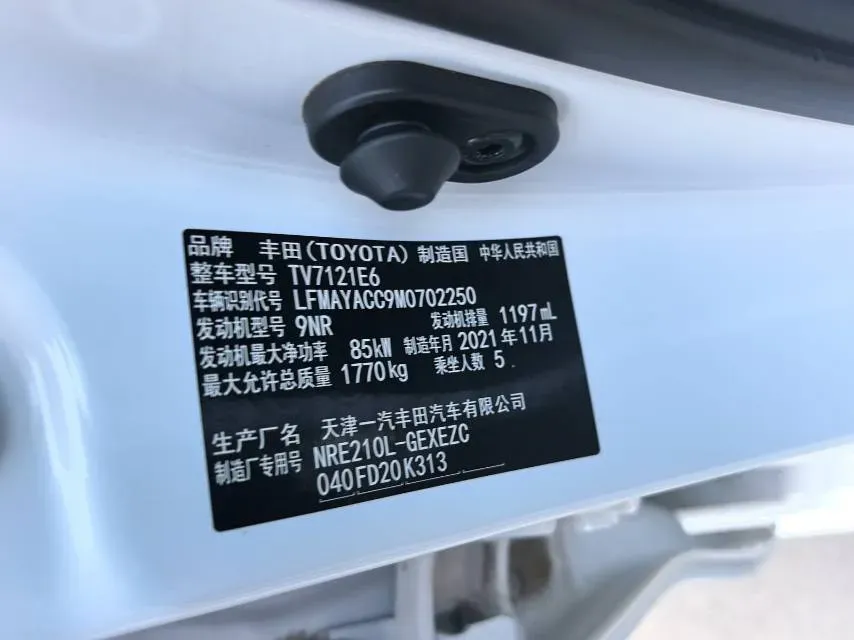 品牌 丰田(TOYOTA) 制造国 中华人民共和国
整车型号 TV7121E6
车辆识别代号 LFMAYACC9M0702250
发动机型号 9NR 发动机排量 1197mL
发动机最大净功率 85kW 制造年月 2021年11月
最大允许总质量 1770kg 乘坐人数 5
生产厂名 天津一汽丰田汽车有限公司
制造厂专用号 NRE210L-GEXEZC
040FD20K313